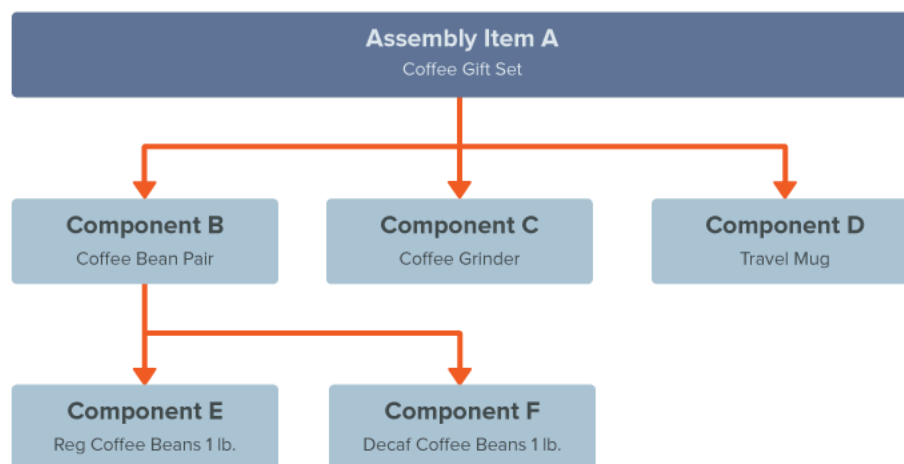 Assembly Item A
Coffee Gift Set
Component B
Coffee Bean Pair
Component C
Coffee Grinder
Component D
Travel Mug
Component E
Reg Coffee Beans 1 lb.
Component F
Decaf Coffee Beans 1 lb.